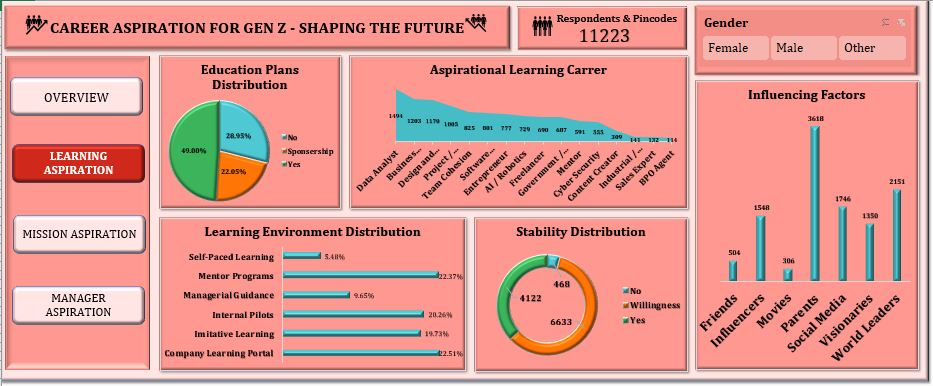 CAREER ASPIRATION FOR GEN Z - SHAPING THE FUTURE
Respondents & Pincodes
11223
Gender
Female
Male
Other
OVERVIEW
LEARNING
ASPIRATION
MISSION ASPIRATION
MANAGER
ASPIRATION
Education Plans
Distribution
28.95%
49.00%
22.05%
No
Sponsership
Yes
Aspirational Learning Carrer
1494
1203
1179
1005
825
801
777
729
690
687
591
555
309
141
132
114
Data Analyst
Business...
Design and...
Project /...
Team Cohesion
Software...
Entrepreneur
AI / Robotics
Freelancer
Government /...
Mentor
Cyber Security
Content Creator
Industrial /...
Sales Expert
BPO Agent
Learning Environment Distribution
Self-Paced Learning 5.48%
Mentor Programs 22.37%
Managerial Guidance 9.65%
Internal Pilots 20.26%
Imitative Learning 19.73%
Company Learning Portal 22.51%
Stability Distribution
468
4122
6633
No
Willingness
Yes
Influencing Factors
504
1548
306
3618
1746
1350
2151
Friends
Influencers
Movies
Parents
Social Media
Visionaries
World Leaders